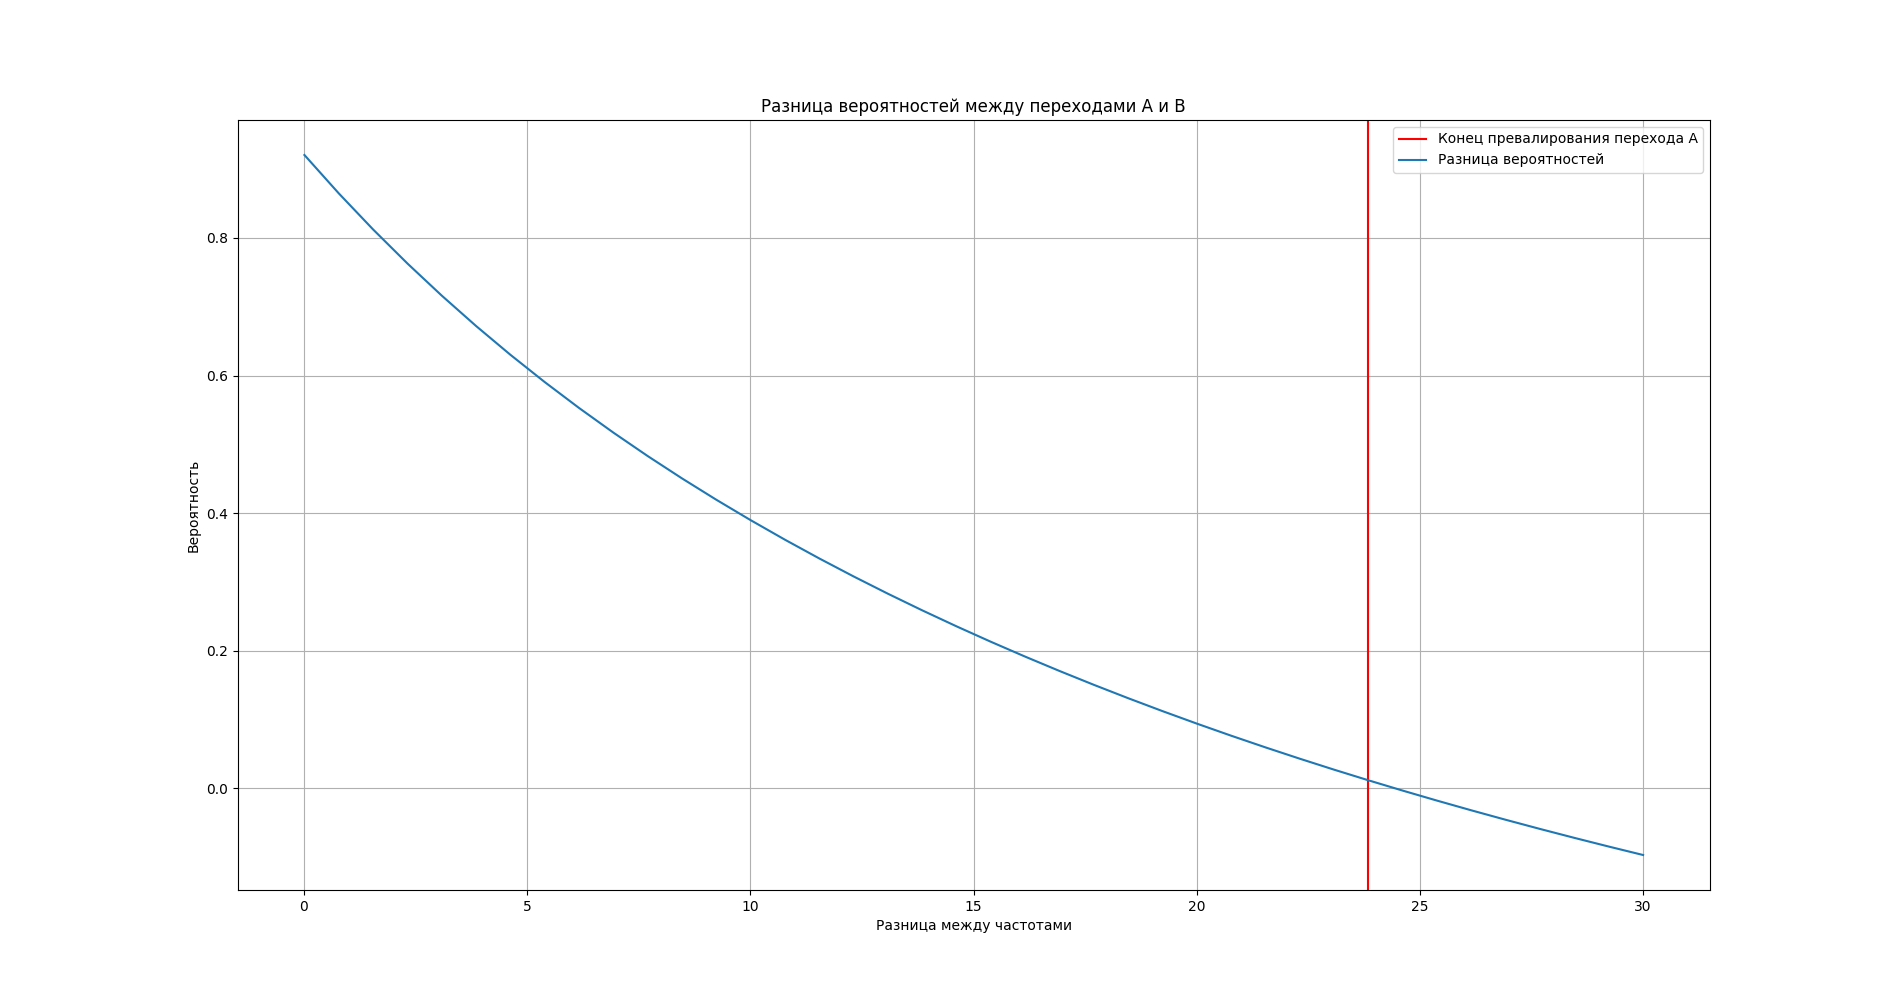 Разница вероятностей между переходами A и B
Конец превалирования перехода A
Разница вероятностей
0.8
0.6
0.4
0.2
0.0
Вероятность
0 5 10 15 20 25 30
Разница между частотами